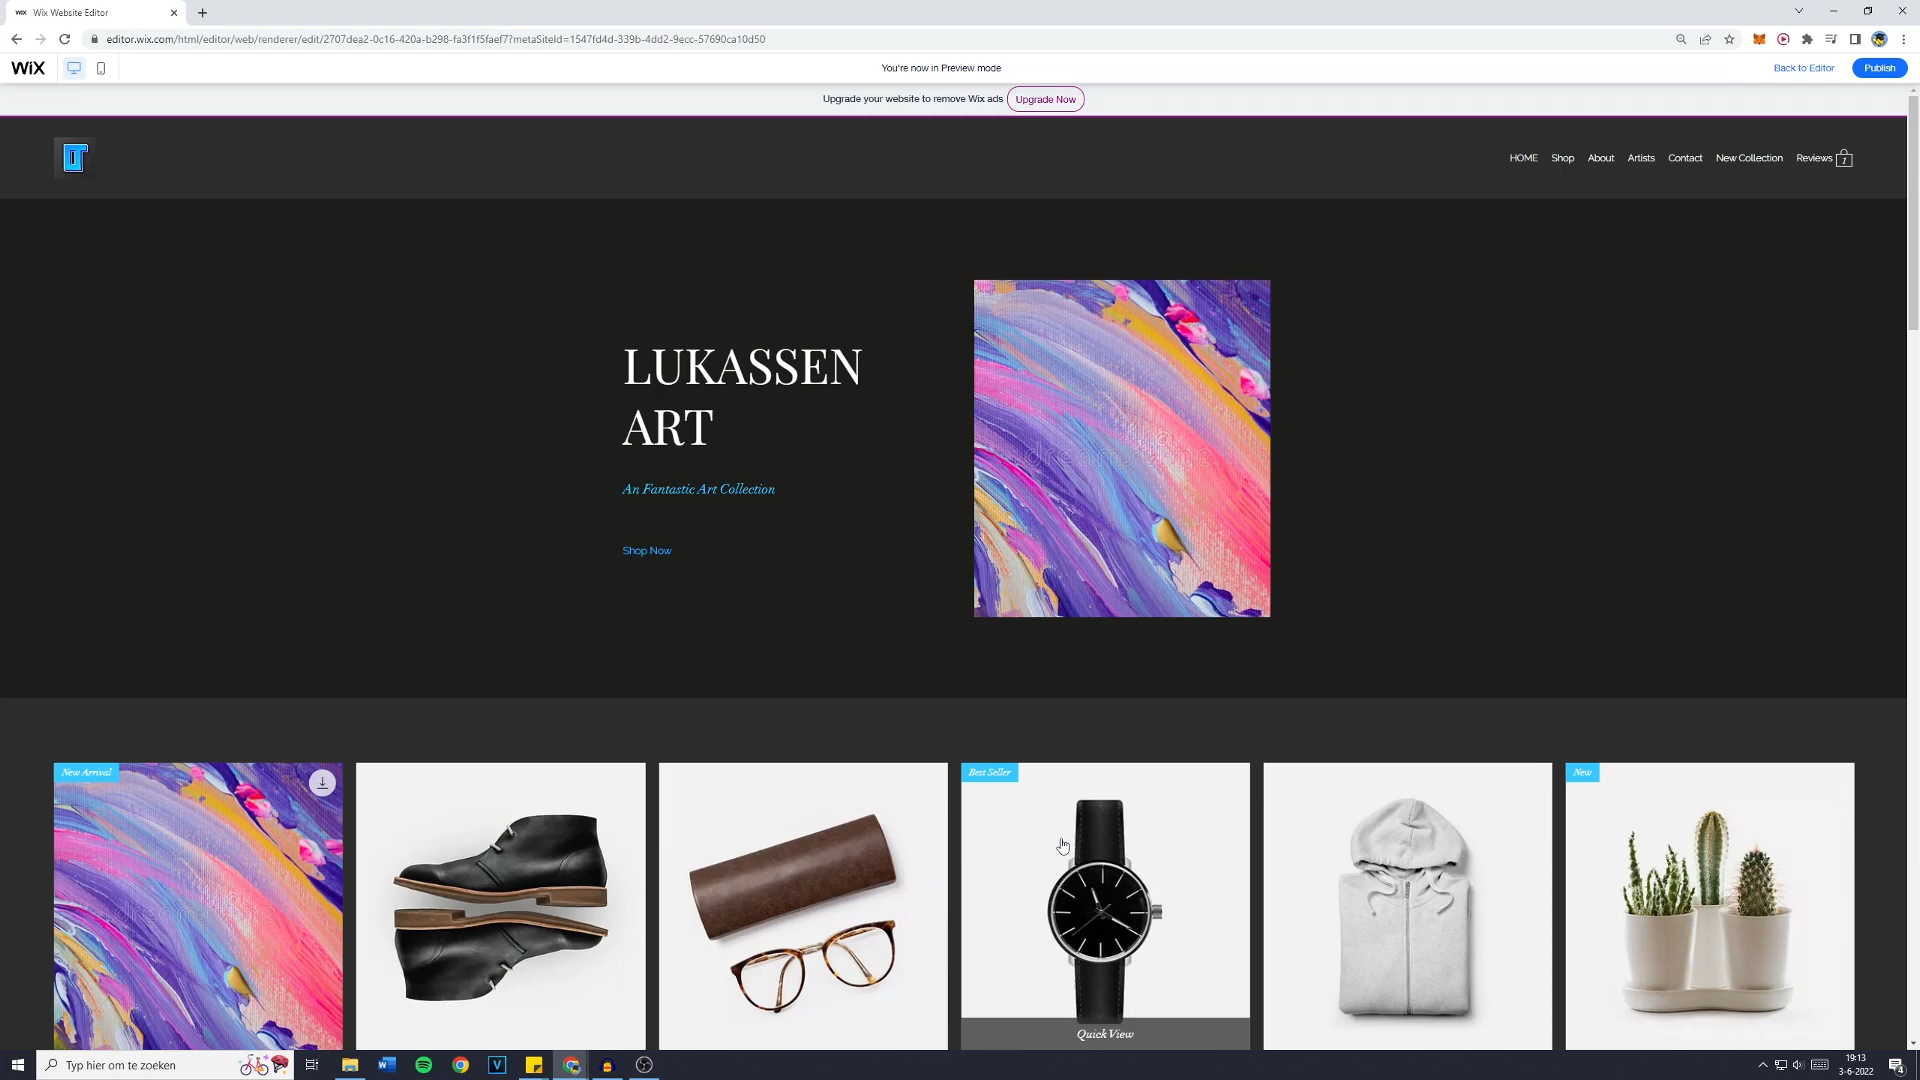 Wix Website Editor
editor.wix.com/html/editor/web/renderer/edit/2707dea2-0c16-420a-b298-fa3f1f5faef7?metaSiteId=1547fd4d-339b-4dd2-9ecc-57690ca10d50
WiX
You're now in Preview mode
Back to Editor
Publish
Upgrade your website to remove Wix ads
Upgrade Now
HOME
Shop
About
Artists
Contact
New Collection
Reviews
1
LUKASSEN
ART
An Fantastic Art Collection
Shop Now
New Arrival
Best Seller
New
Quick View
Typ hier om te zoeken
19:13
3-6-2022
4